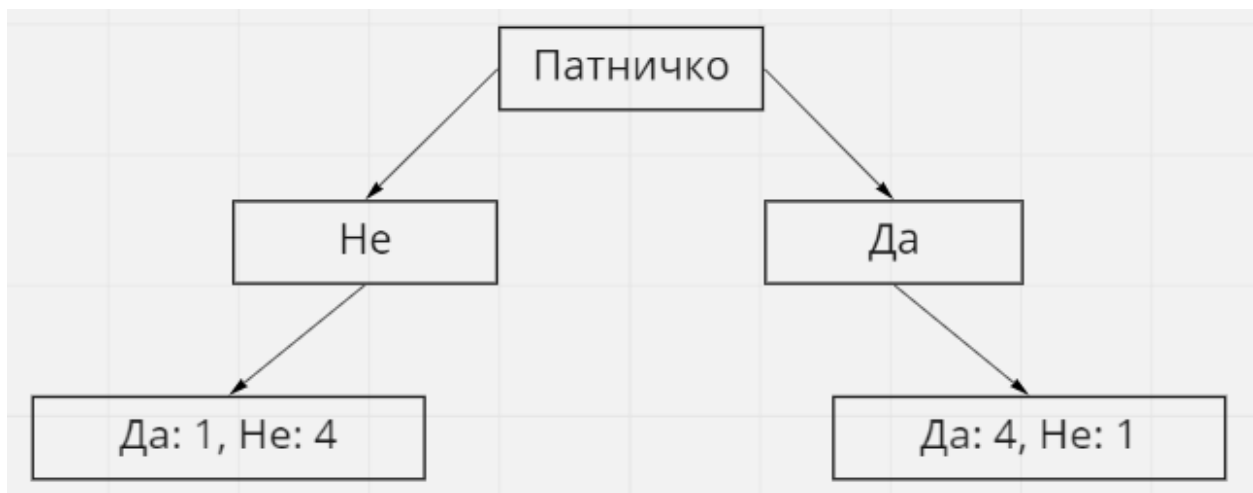 Патничко
Не
Да
Да: 1, Не: 4
Да: 4, Не: 1